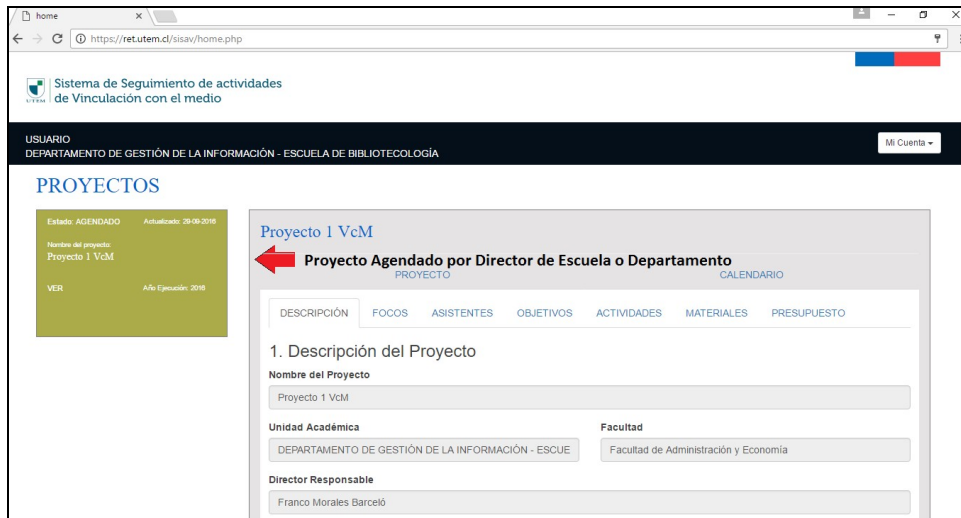 home
https://ret.utem.cl/sisav/home.php
Sistema de Seguimiento de actividades
de Vinculación con el medio
UTEM
USUARIO
DEPARTAMENTO DE GESTIÓN DE LA INFORMACIÓN - ESCUELA DE BIBLIOTECOLOGÍA
Mi Cuenta
PROYECTOS
Estado: AGENDADO Actualizado: 29-09-2016
Nombre del proyecto:
Proyecto 1 VcM
VER Año Ejecución: 2016
Proyecto 1 VcM
Proyecto Agendado por Director de Escuela o Departamento
PROYECTO CALENDARIO
DESCRIPCIÓN FOCOS ASISTENTES OBJETIVOS ACTIVIDADES MATERIALES PRESUPUESTO
1. Descripción del Proyecto
Nombre del Proyecto
Proyecto 1 VcM
Unidad Académica Facultad
DEPARTAMENTO DE GESTIÓN DE LA INFORMACIÓN - ESCUE Facultad de Administración y Economía
Director Responsable
Franco Morales Barceló